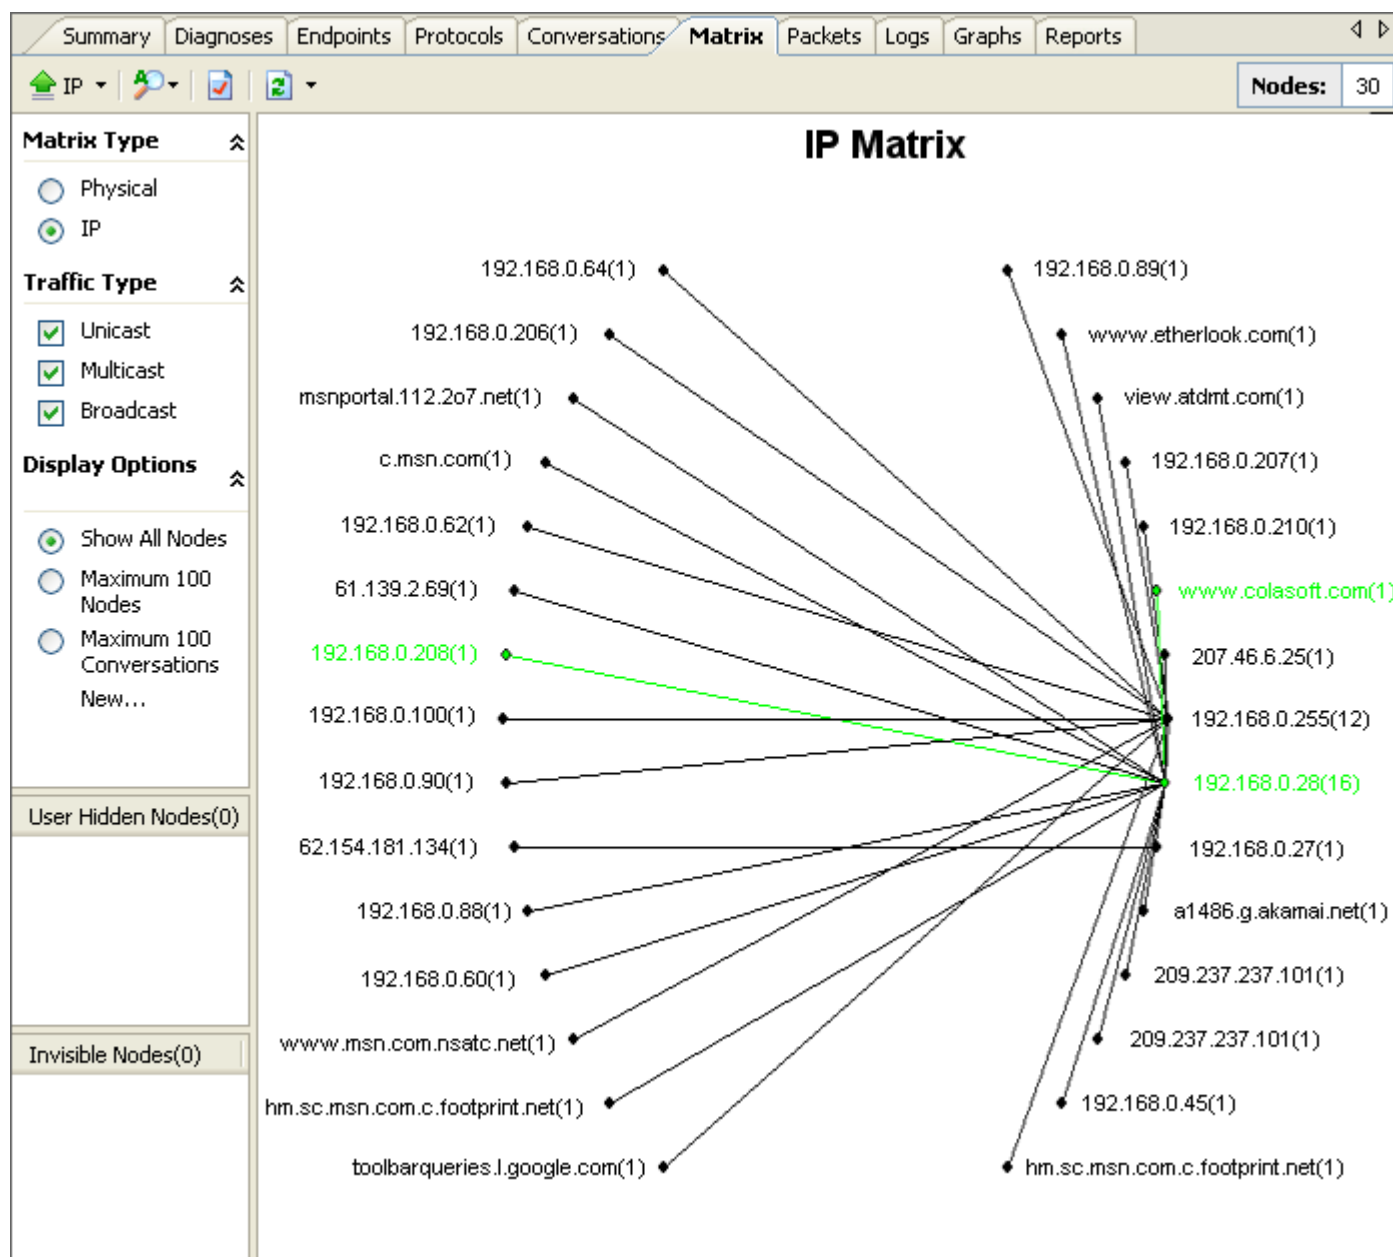 Summary Diagnoses Endpoints Protocols Conversations Matrix Packets Logs Graphs Reports
IP
Nodes: 30
Matrix Type
Physical
IP
Traffic Type
Unicast
Multicast
Broadcast
Display Options
Show All Nodes
Maximum 100
Nodes
Maximum 100
Conversations
New...
User Hidden Nodes(0)
Invisible Nodes(0)
IP Matrix
192.168.0.64(1)
192.168.0.206(1)
msnportal.112.2o7.net(1)
c.msn.com(1)
192.168.0.62(1)
61.139.2.69(1)
192.168.0.208(1)
192.168.0.100(1)
192.168.0.90(1)
62.154.181.134(1)
192.168.0.88(1)
192.168.0.60(1)
www.msn.com.nsatc.net(1)
hm.sc.msn.com.c.footprint.net(1)
toolbarqueries.l.google.com(1)
192.168.0.89(1)
www.etherlook.com(1)
view.atdmt.com(1)
192.168.0.207(1)
192.168.0.210(1)
www.colasoft.com(1)
207.46.6.25(1)
192.168.0.255(12)
192.168.0.28(16)
192.168.0.27(1)
a1486.g.akamai.net(1)
209.237.237.101(1)
209.237.237.101(1)
192.168.0.45(1)
hm.sc.msn.com.c.footprint.net(1)